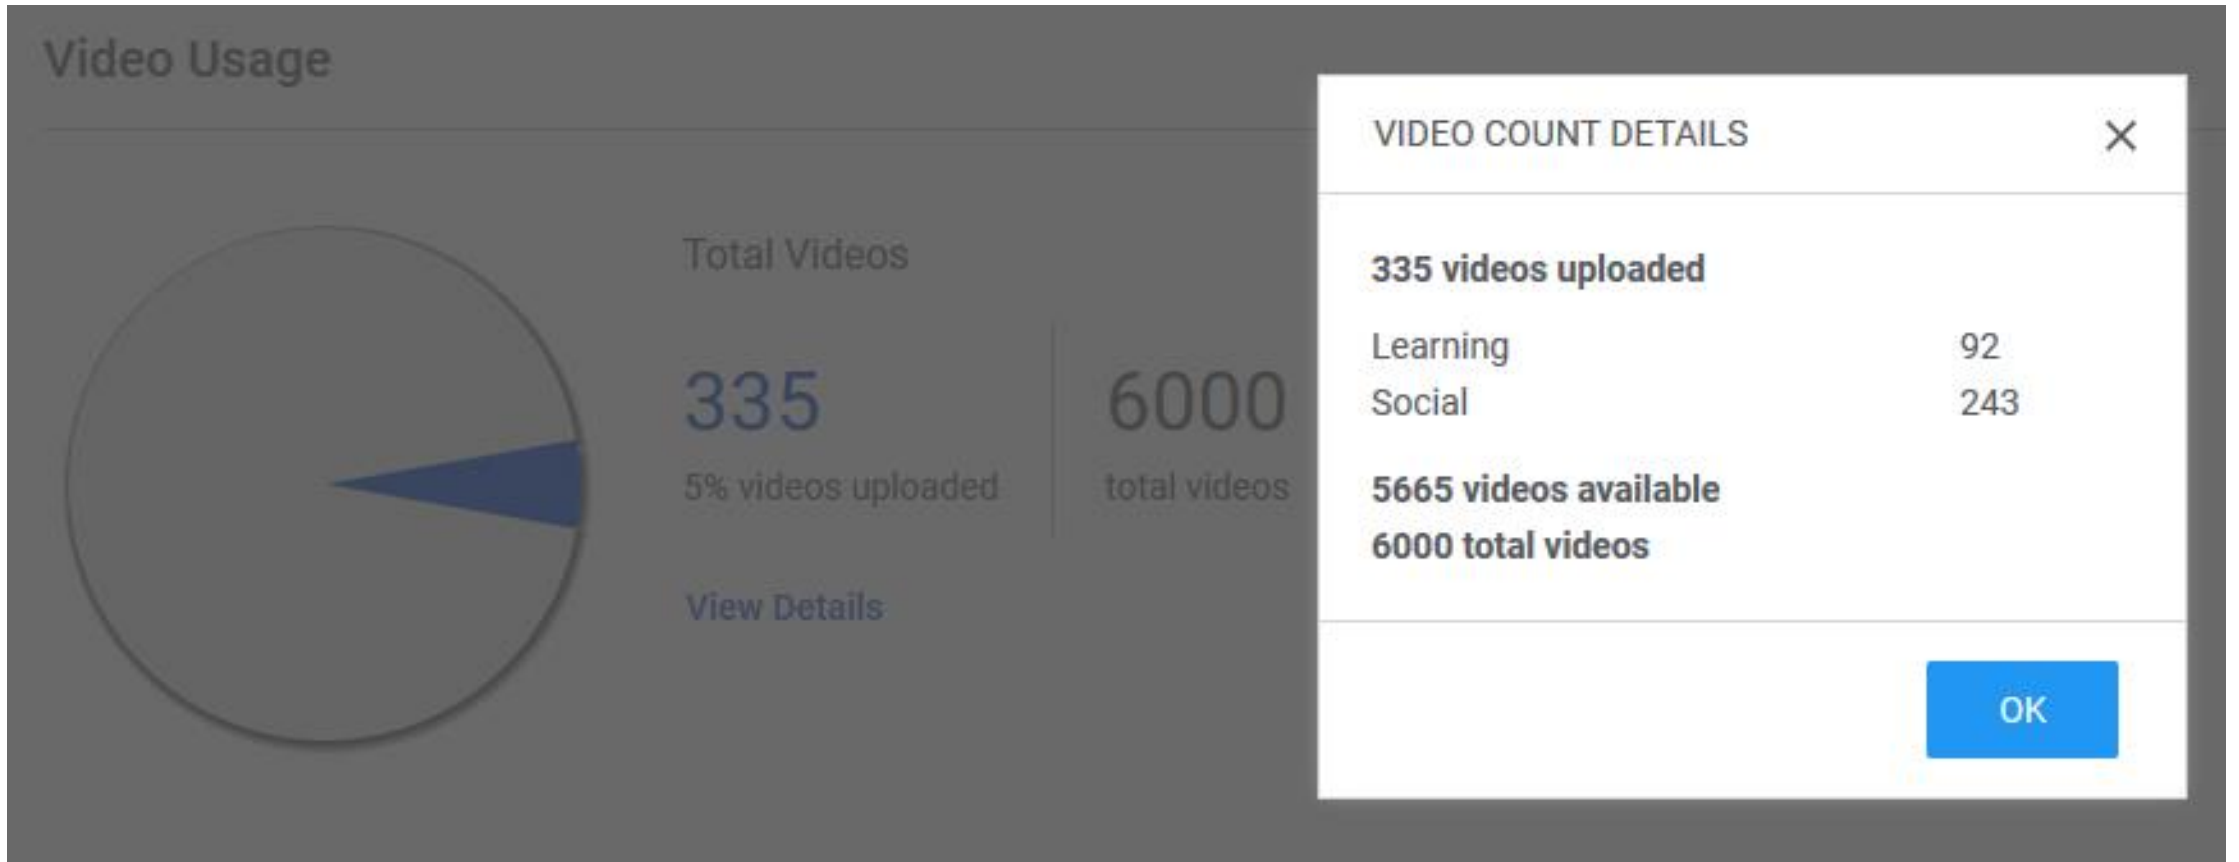 Video Usage
Total Videos
335
5% videos uploaded
6000
total videos
View Details
VIDEO COUNT DETAILS
335 videos uploaded
Learning 92
Social 243
5665 videos available
6000 total videos
OK